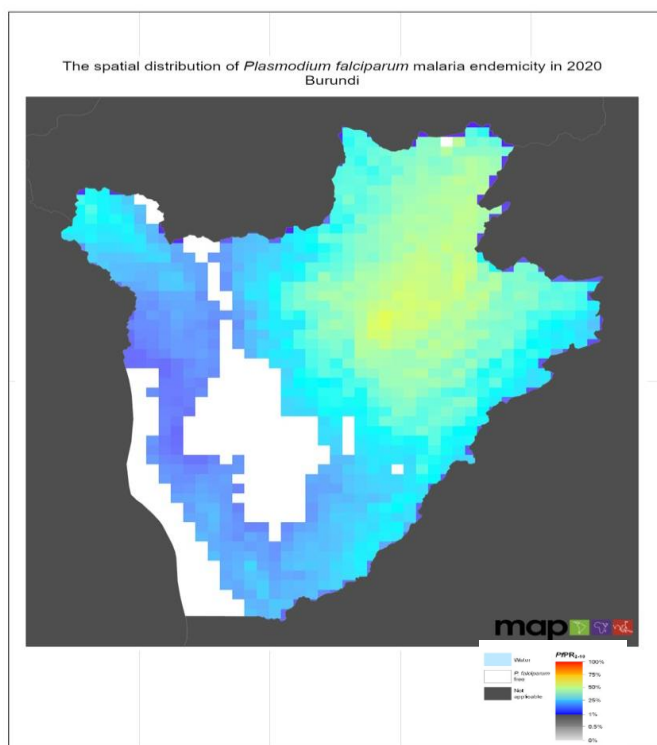 The spatial distribution of Plasmodium falciparum malaria endemicity in 2020
Burundi
map
Water
P. falciparum
free
Not
applicable
PfPR2-10
100%
75%
50%
25%
1%
0.5%
0%